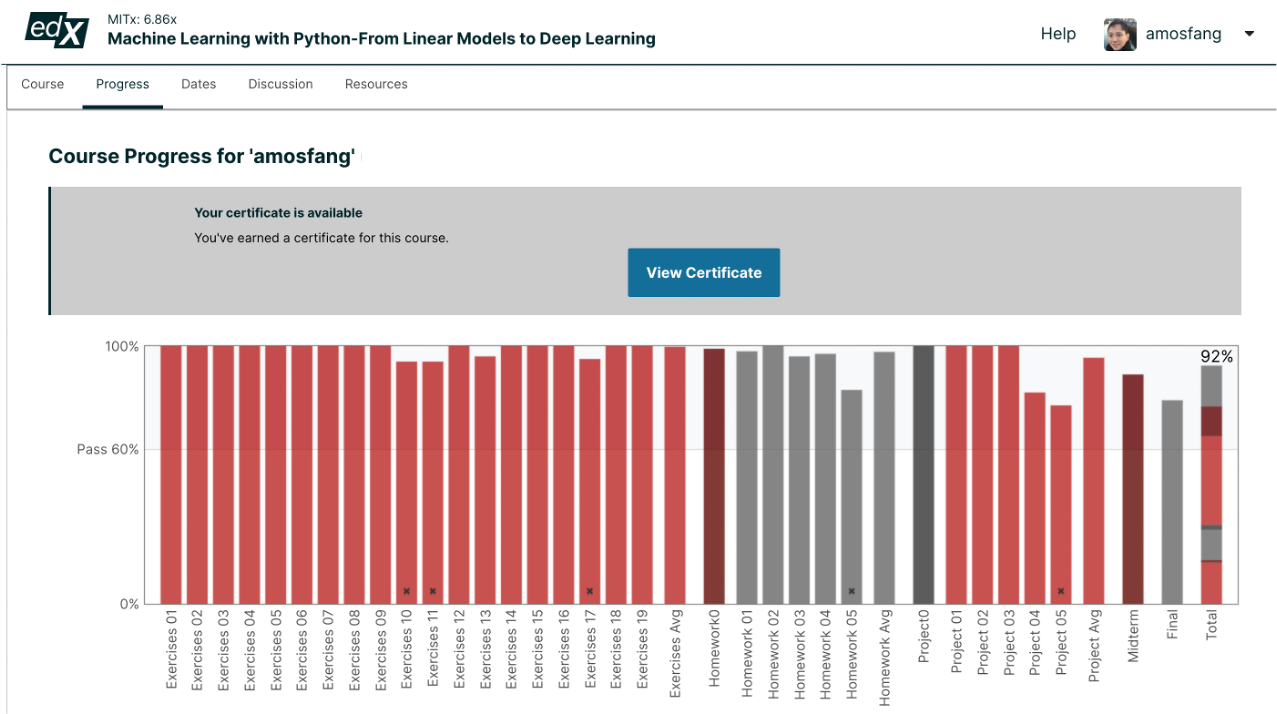 edX
MITx: 6.86x
Machine Learning with Python-From Linear Models to Deep Learning
Help
amosfang
Course
Progress
Dates
Discussion
Resources
Course Progress for 'amosfang'
Your certificate is available
You've earned a certificate for this course.
View Certificate
100%
Pass 60%
0%
92%
Exercises 01
Exercises 02
Exercises 03
Exercises 04
Exercises 05
Exercises 06
Exercises 07
Exercises 08
Exercises 09
Exercises 10
Exercises 11
Exercises 12
Exercises 13
Exercises 14
Exercises 15
Exercises 16
Exercises 17
Exercises 18
Exercises 19
Exercises Avg
Homework0
Homework 01
Homework 02
Homework 03
Homework 04
Homework 05
Homework Avg
Project0
Project 01
Project 02
Project 03
Project 04
Project 05
Project Avg
Midterm
Final
Total